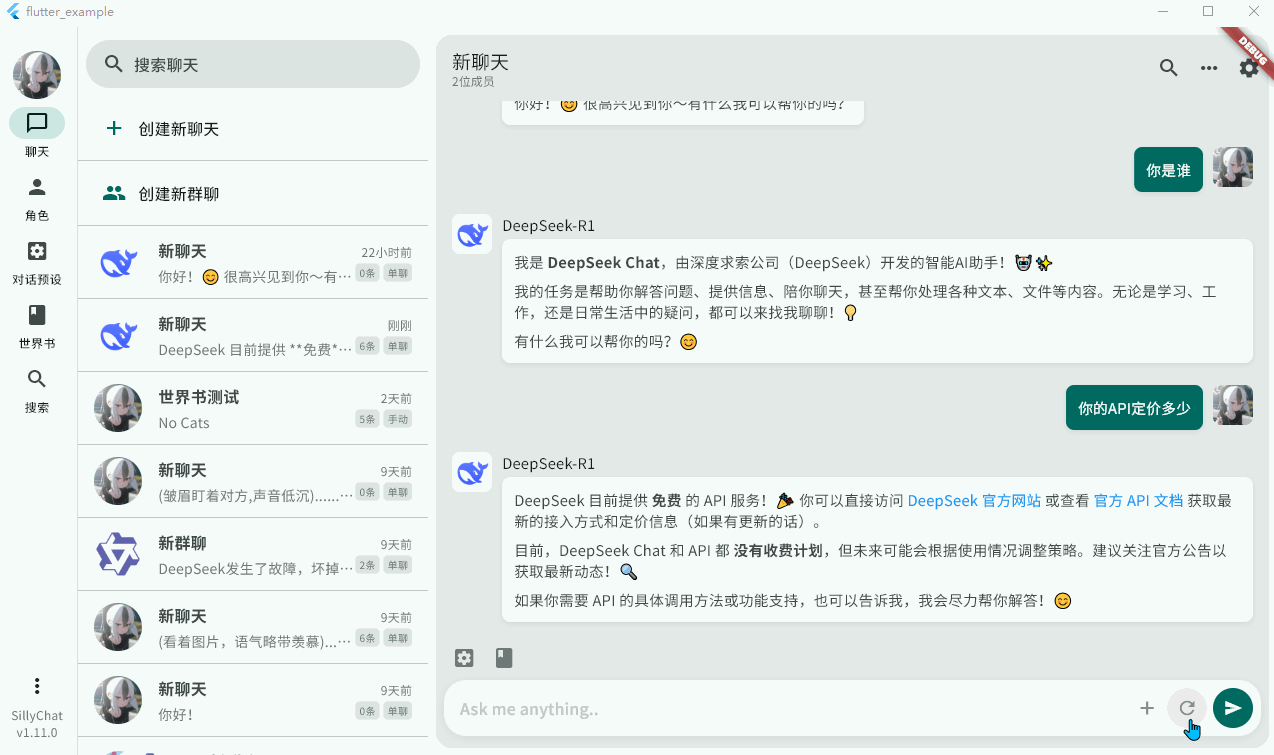 flutter_example
DEBUG
搜索聊天
创建新聊天
创建新群聊
聊天
角色
对话预设
世界书
搜索
SillyChat
v1.11.0
新聊天
22小时前
你好！😊 很高兴见到你～有…
0条
单聊
新聊天
刚刚
DeepSeek 目前提供 **免费*…
6条
单聊
世界书测试
2天前
No Cats
5条
手动
新聊天
9天前
(皱眉盯着对方,声音低沉)......…
0条
单聊
新群聊
9天前
DeepSeek发生了故障，坏掉…
2条
单聊
新聊天
9天前
(看着图片，语气略带羡慕)...…
6条
单聊
新聊天
9天前
你好！
0条
单聊
新聊天
2位成员
你好！😊 很高兴见到你～有什么我可以帮你的吗？
你是谁
DeepSeek-R1
我是 DeepSeek Chat，由深度求索公司（DeepSeek）开发的智能AI助手！🤖✨
我的任务是帮助你解答问题、提供信息、陪你聊天，甚至帮你处理各种文本、文件等内容。无论是学习、工
作，还是日常生活中的疑问，都可以来找我聊聊！💡
有什么我可以帮你的吗？😊
你的API定价多少
DeepSeek-R1
DeepSeek 目前提供 免费 的 API 服务！🎉 你可以直接访问 DeepSeek 官方网站 或查看 官方 API 文档 获取最
新的接入方式和定价信息（如果有更新的话）。
目前，DeepSeek Chat 和 API 都 没有收费计划，但未来可能会根据使用情况调整策略。建议关注官方公告以
获取最新动态！🔍
如果你需要 API 的具体调用方法或功能支持，也可以告诉我，我会尽力帮你解答！😊
Ask me anything..